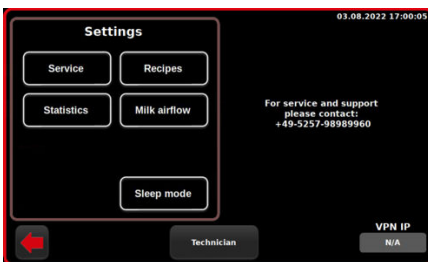 03.08.2022 17:00:05
Settings
Service
Recipes
Statistics
Milk airflow
Sleep mode
For service and support
please contact:
+49-5257-98989960
Technician
VPN IP
N/A